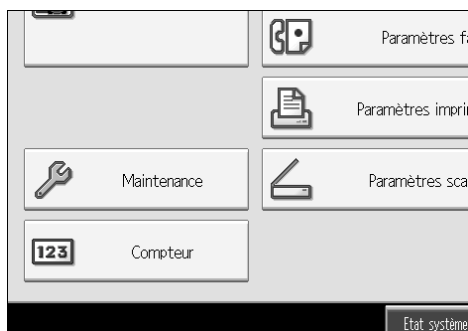 Paramètres fa
Paramètres imprin
Maintenance
Paramètres sca
123
Compteur
Etat système